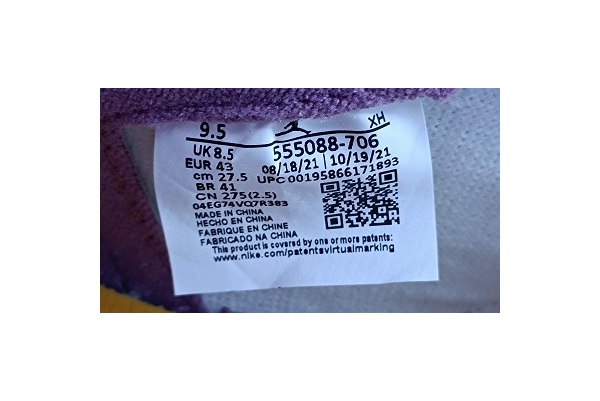 9.5 XH
UK 8.5 555088-706
EUR 43 08/18/21 | 10/19/21
cm 27.5 UPC 00195866171893
BR 41
CN 275(2.5)
04EG74VQ7R383
MADE IN CHINA
HECHO EN CHINA
FABRIQUE EN CHINE
FABRICADO NA CHINA
This product is covered by one or more patents:
www.nike.com/patentsvirtualmarking